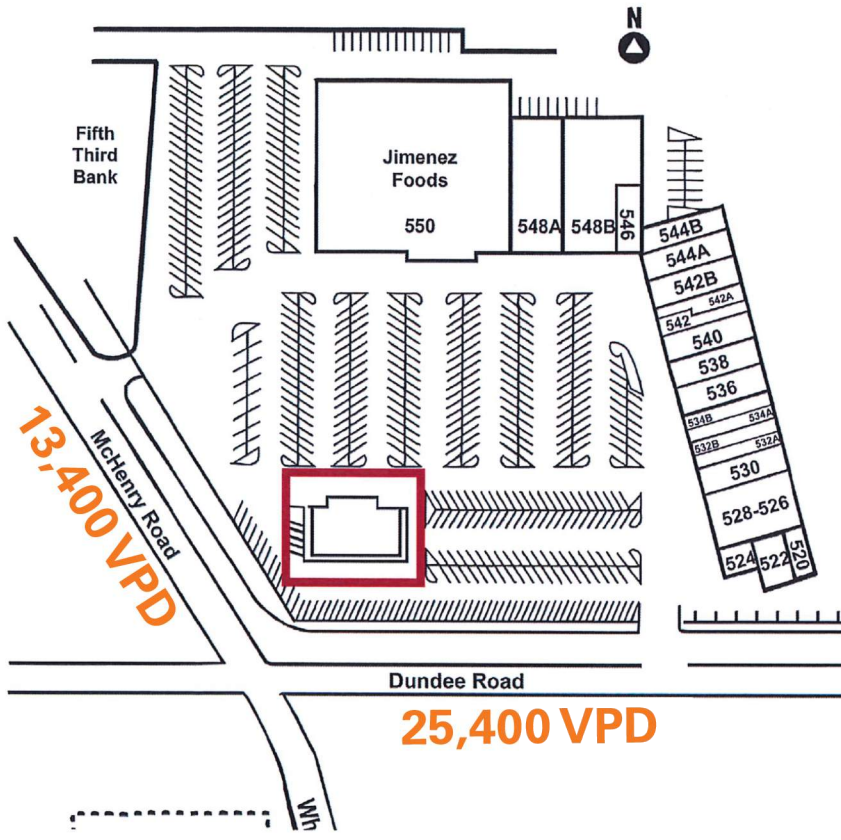 N
Fifth
Third
Bank
Jimenez
Foods
550
548A
548B
546
544B
544A
542B
542A
542
540
538
536
534B
534A
532B
532A
530
528-526
524
522
520
13,400 VPD
McHenry Road
Dundee Road
25,400 VPD
Wh